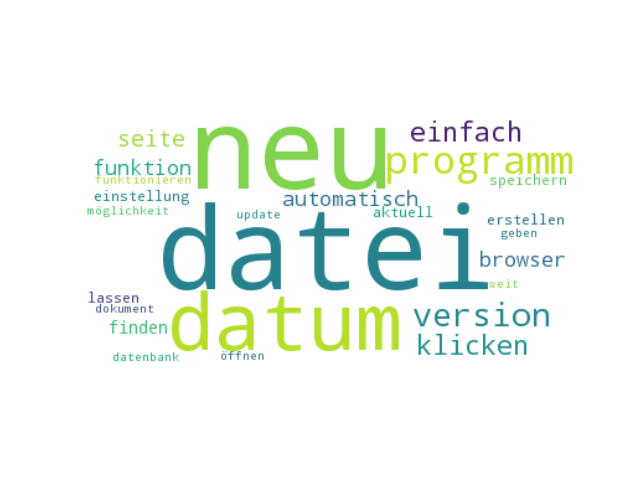 neu
einfach
seite
programm
funktion
funktionieren
speichern
einstellung
automatisch
möglichkeit
update
aktuell
erstellen
datei
geben
browser
weit
lassen
dokument
datum
version
finden
klicken
datenbank
öffnen